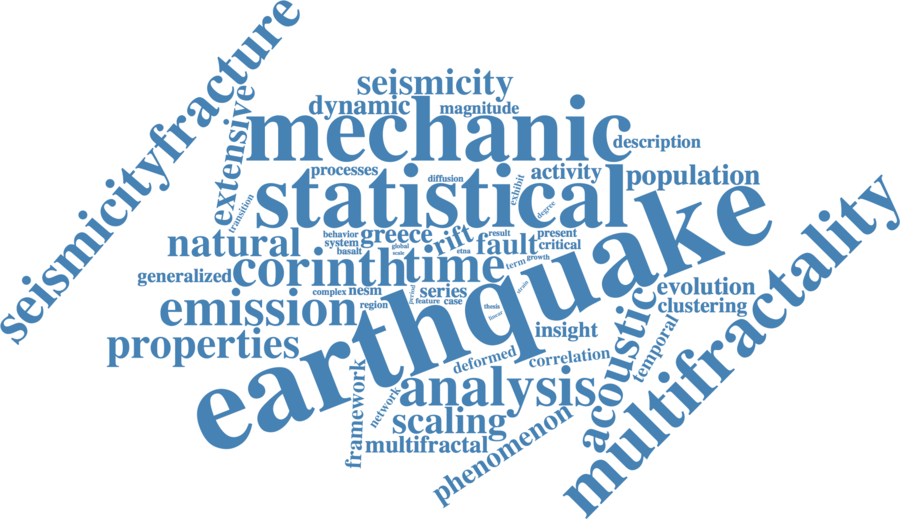 seismicityfracture
seismicity
dynamic
magnitude
extensive
mechanic
description
processes
diffusion
exhibit
activity
population
transition
statistical
degree
natural
behavior
system
basalt
greece
global
scale
rift
result
etna
fault
present
critical
generalized
corinth
time
term
growth
earthquake
complex
nesm
period
series
feature
case
strain
evolution
clustering
emission
region
thesis
linear
insight
acoustic
temporal
multifractality
properties
deformed
correlation
framework
network
analysis
scaling
multifractal
phenomenon